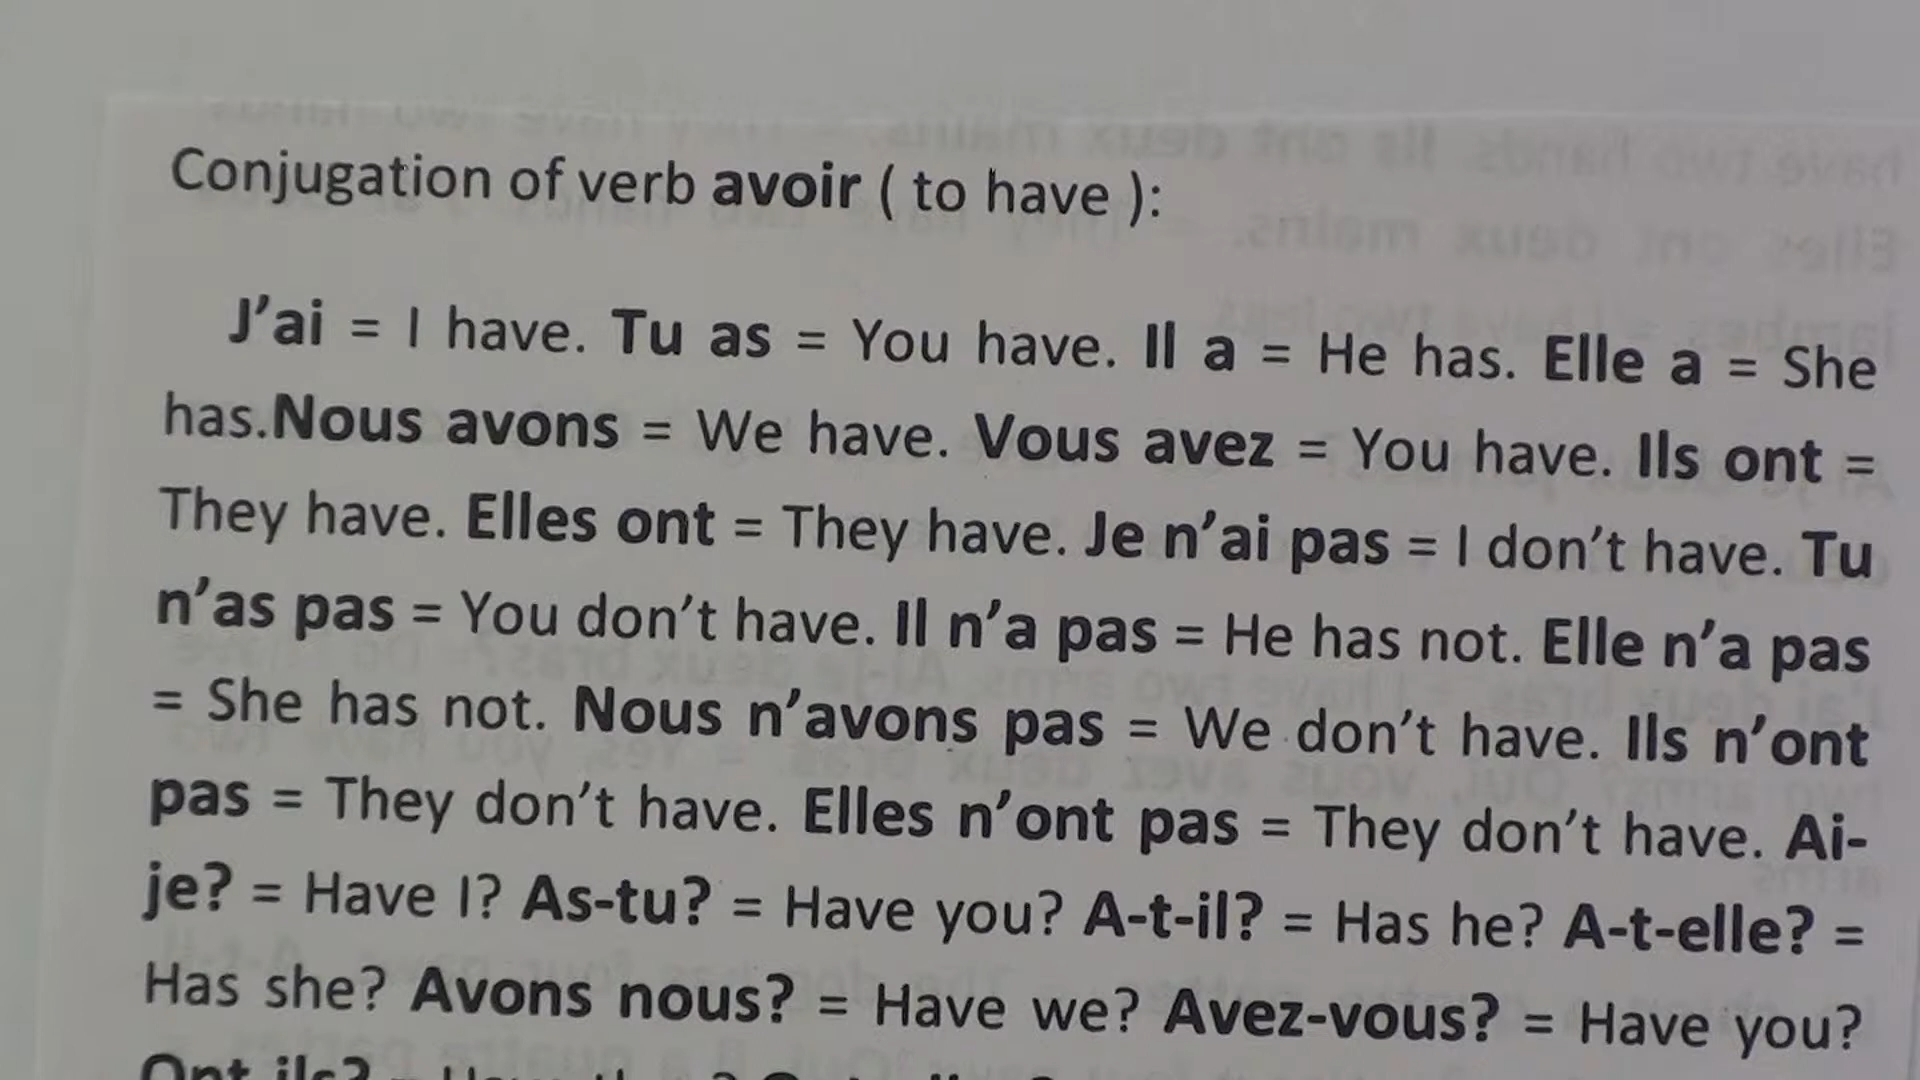 Conjugation of verb avoir ( to have ):
J'ai = I have. Tu as = You have. Il a = He has. Elle a = She
has.Nous avons = We have. Vous avez = You have. Ils ont =
They have. Elles ont = They have. Je n'ai pas = I don't have. Tu
n'as pas = You don't have. Il n'a pas = He has not. Elle n'a pas
= She has not. Nous n'avons pas = We don't have. Ils n'ont
pas = They don't have. Elles n'ont pas = They don't have. Ai-
je? = Have I? As-tu? = Have you? A-t-il? = Has he? A-t-elle? =
Has she? Avons nous? = Have we? Avez-vous? = Have you?
Ont ils?